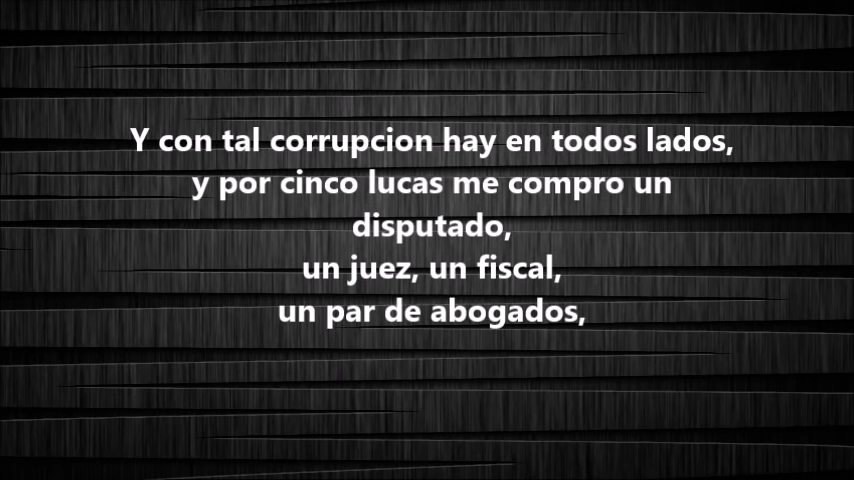 Y con tal corrupcion hay en todos lados,
y por cinco lucas me compro un
disputado,
un juez, un fiscal,
un par de abogados,